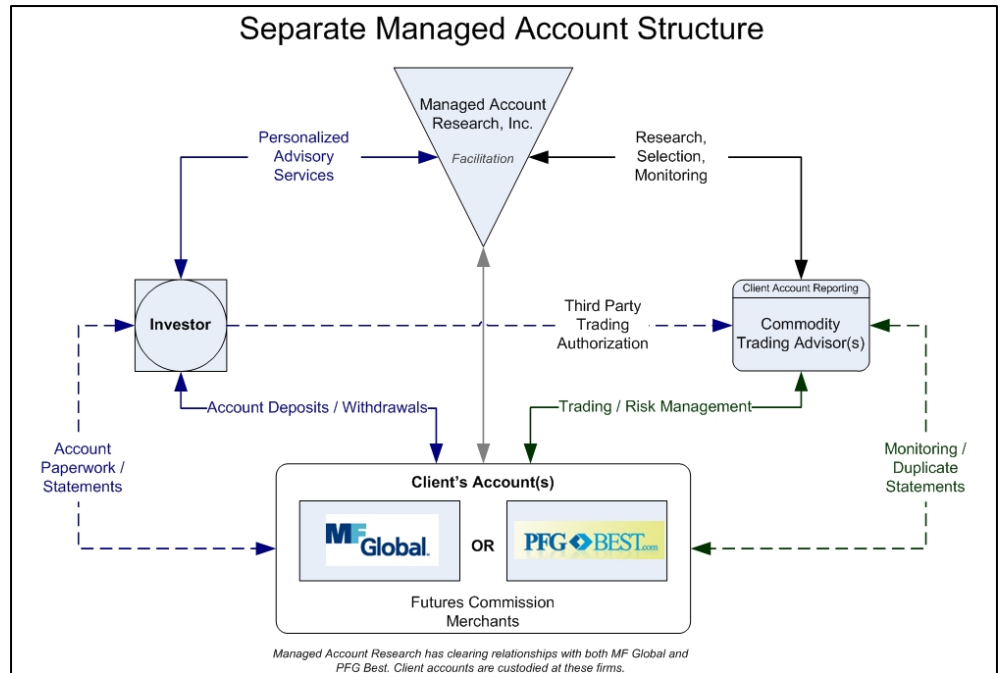 Separate Managed Account Structure
Managed Account
Research, Inc.
Facilitation
Personalized
Advisory
Services
Research,
Selection,
Monitoring
Investor
Third Party
Trading
Authorization
Client Account Reporting
Commodity
Trading Advisor(s)
Account Deposits / Withdrawals
Trading / Risk Management
Account
Paperwork /
Statements
Monitoring /
Duplicate
Statements
Client's Account(s)
MF Global.
OR
PFG BEST.com
Futures Commission
Merchants
Managed Account Research has clearing relationships with both MF Global and
PFG Best. Client accounts are custodied at these firms.